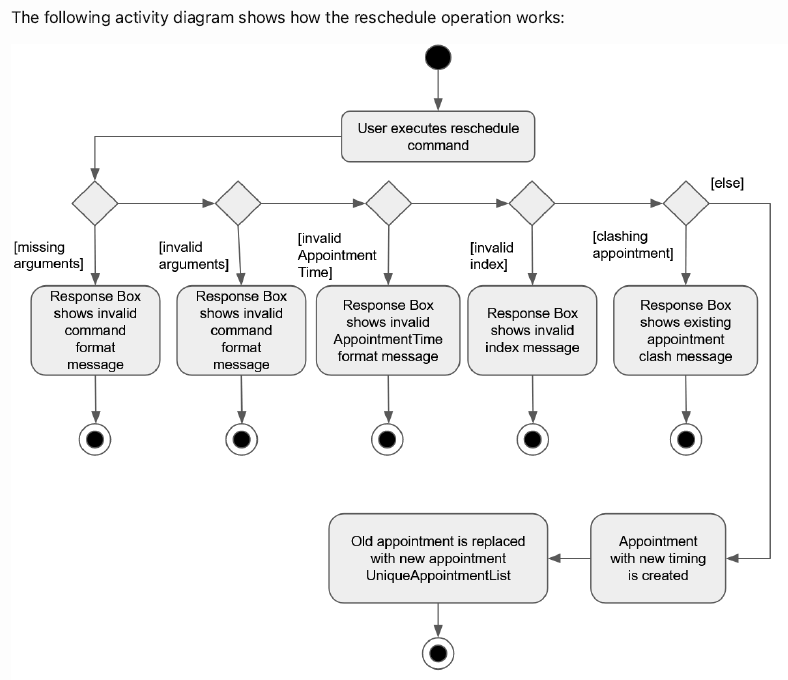 The following activity diagram shows how the reschedule operation works:
User executes reschedule
command
[else]
[missing
arguments]
[invalid
arguments]
[invalid
Appointment
Time]
[invalid
index]
[clashing
appointment]
Response Box
shows invalid
command
format
message
Response Box
shows invalid
command
format
message
Response Box
shows invalid
AppointmentTime
format message
Response Box
shows invalid
index message
Response Box
shows existing
appointment
clash message
Old appointment is replaced
with new appointment
UniqueAppointmentList
Appointment
with new timing
is created